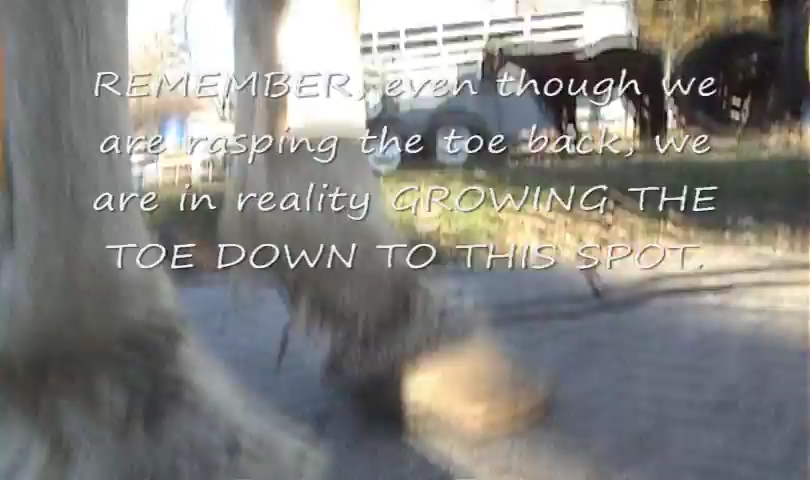 REMEMBER, even though we
are rasping the toe back, we
are in reality GROWING THE
TOE DOWN TO THIS SPOT.